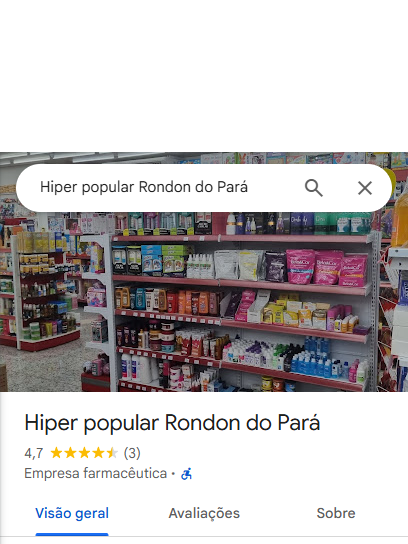 Hiper popular Rondon do Pará
Hiper popular Rondon do Pará
4,7 (3)
Empresa farmacêutica ·
Visão geral Avaliações Sobre